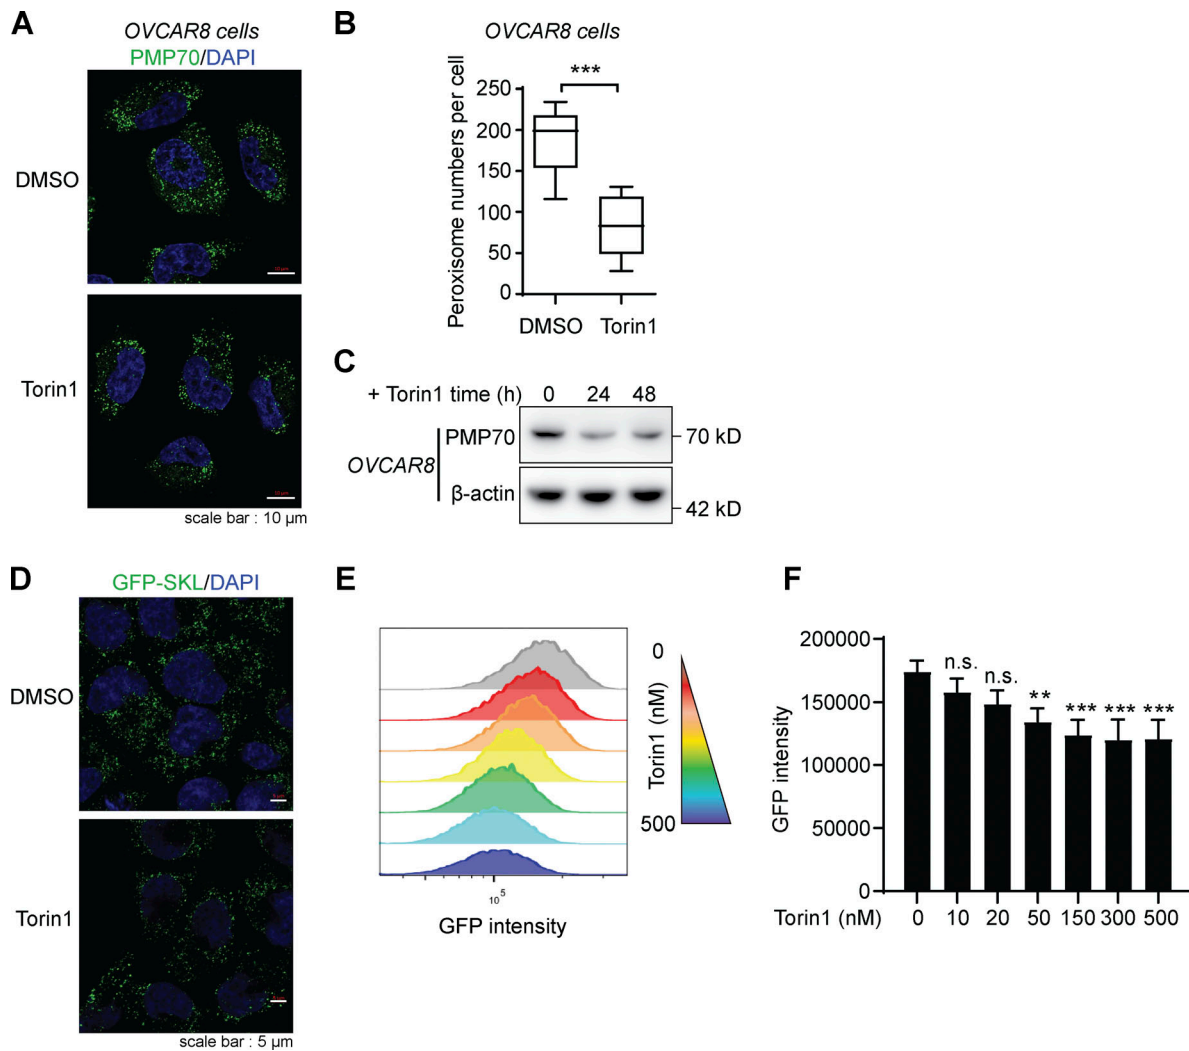 A
OVCAR8 cells
PMP70/DAPI
DMSO
Torin1
scale bar : 10 µm
B
OVCAR8 cells
***
Peroxisome numbers per cell
250
200
150
100
50
0
DMSO Torin1
C
+ Torin1 time (h) 0 24 48
OVCAR8
PMP70
70 kD
β-actin
42 kD
D
GFP-SKL/DAPI
DMSO
Torin1
scale bar : 5 µm
E
0
Torin1 (nM)
500
10^5
GFP intensity
F
GFP intensity
200000
150000
100000
50000
0
n.s. n.s. ** *** *** ***
Torin1 (nM) 0 10 20 50 150 300 500